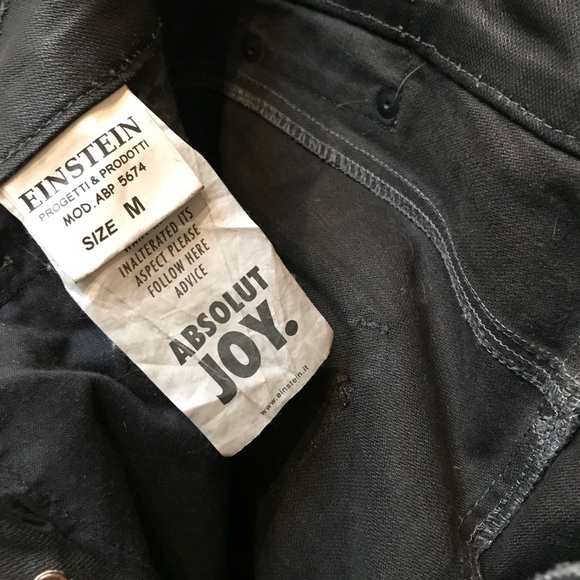 EINSTEIN
PROGETTI & PRODOTTI
MOD. ABP 5674
SIZE M
INALTERATED ITS
ASPECT PLEASE
FOLLOW HERE
ADVICE
ABSOLUT
JOY.
www.einstein.it